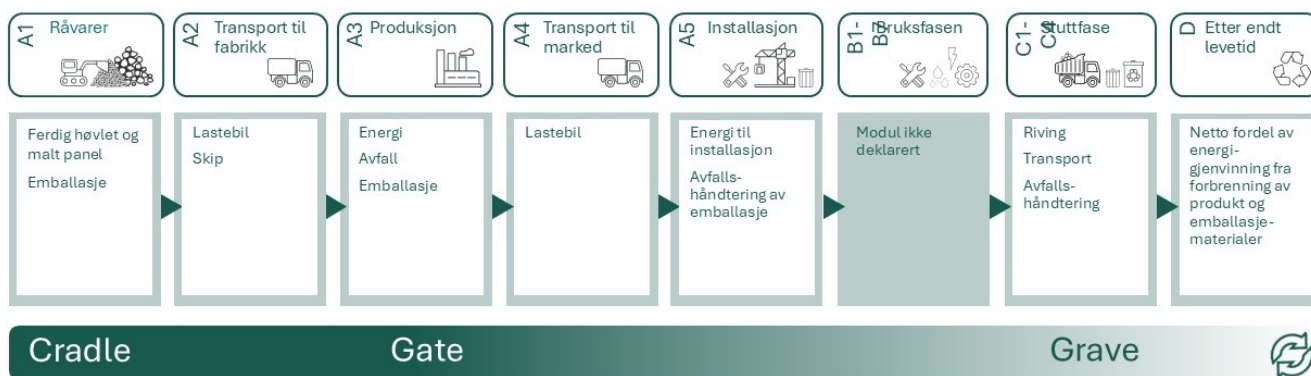 A1
Råvarer
A2
Transport til
fabrikk
A3
Produksjon
A4
Transport til
marked
A5
Installasjon
B1-
B7
Bruksfasen
C1-
C4
Sluttfase
D
Etter endt
levetid
Ferdig høvlet og
malt panel
Emballasje
Lastebil
Skip
Energi
Avfall
Emballasje
Lastebil
Energi til
installasjon
Avfalls-
håndtering av
emballasje
Modul ikke
deklarert
Riving
Transport
Avfalls-
håndtering
Netto fordel av
energi-
gjenvinning fra
forbrenning av
produkt og
emballasje-
materialer
Cradle
Gate
Grave